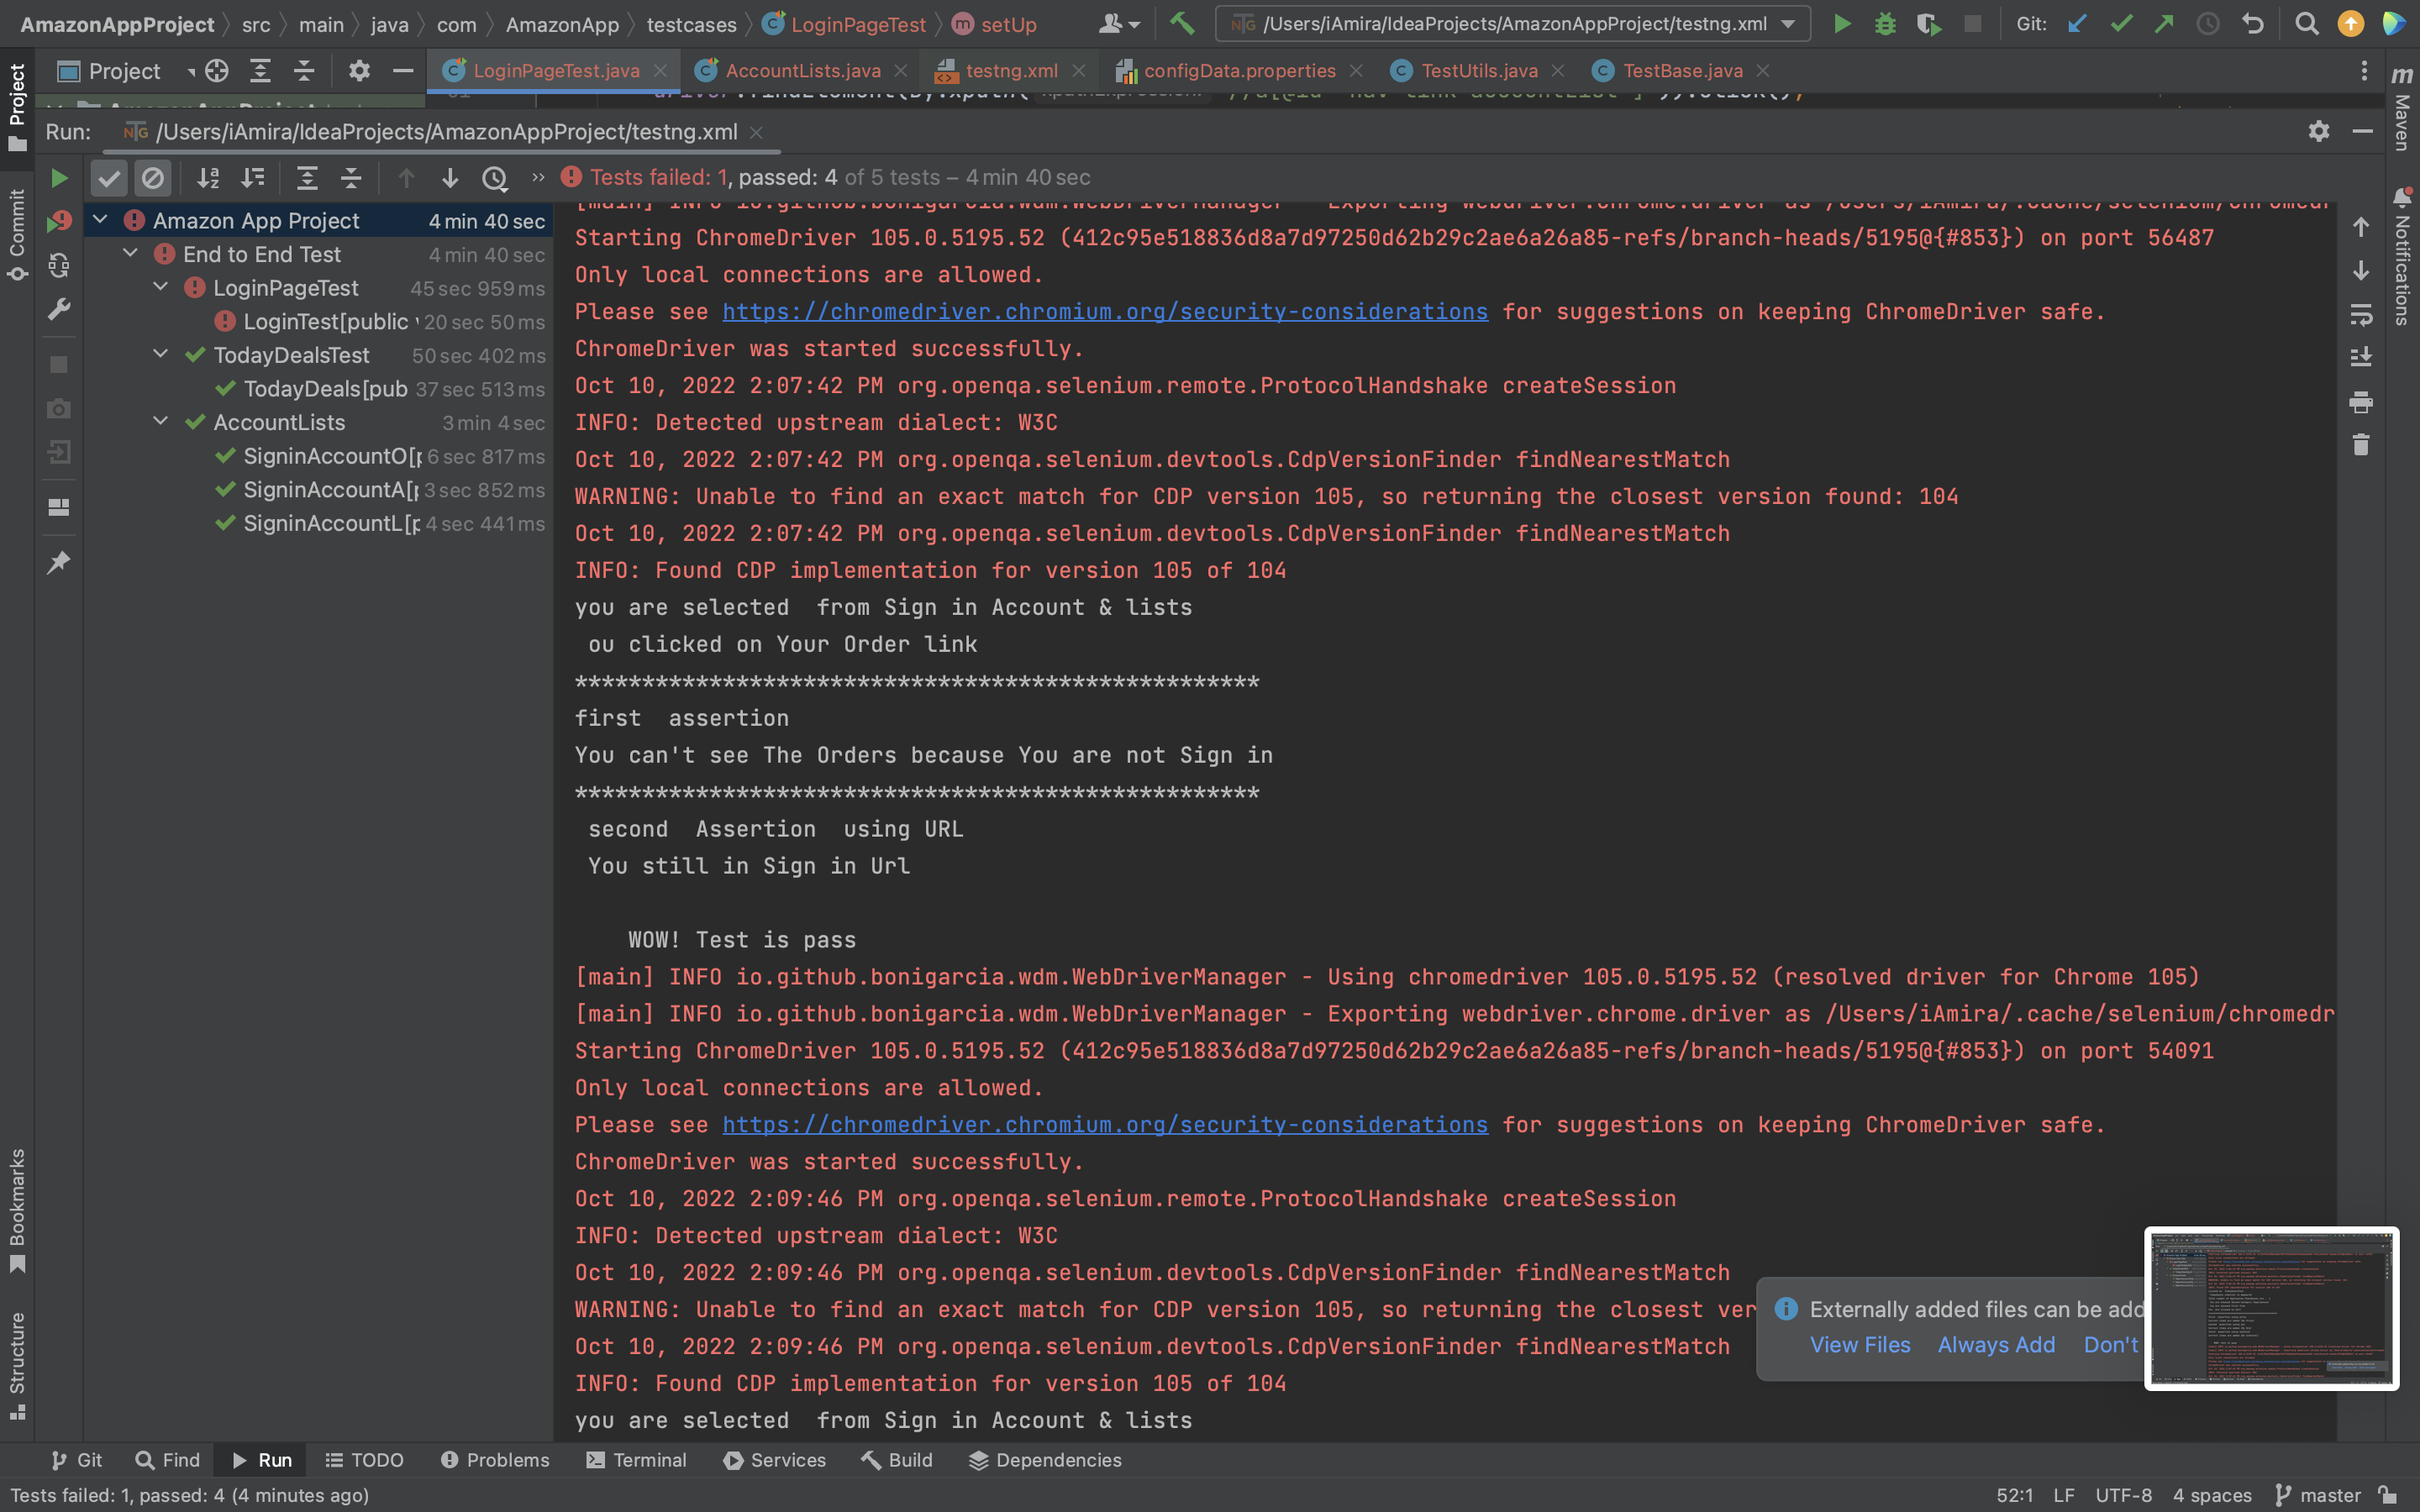 AmazonAppProject src main java com AmazonApp testcases LoginPageTest setUp /Users/iAmira/IdeaProjects/AmazonAppProject/testng.xml Git:
Project LoginPageTest.java AccountLists.java testng.xml configData.properties TestUtils.java TestBase.java
Run: /Users/iAmira/IdeaProjects/AmazonAppProject/testng.xml
Tests failed: 1, passed: 4 of 5 tests – 4 min 40 sec
Amazon App Project 4 min 40 sec
End to End Test 4 min 40 sec
LoginPageTest 45 sec 959 ms
LoginTest[public 20 sec 50 ms
TodayDealsTest 50 sec 402 ms
TodayDeals[pub 37 sec 513 ms
AccountLists 3 min 4 sec
SigninAccountO[p 6 sec 817 ms
SigninAccountA[p 3 sec 852 ms
SigninAccountL[p 4 sec 441 ms
[main] INFO io.github.bonigarcia.wdm.WebDriverManager - Exporting webdriver.chrome.driver as /Users/iAmira/.cache/selenium/chromedr
Starting ChromeDriver 105.0.5195.52 (412c95e518836d8a7d97250d62b29c2ae6a26a85-refs/branch-heads/5195@{#853}) on port 56487
Only local connections are allowed.
Please see https://chromedriver.chromium.org/security-considerations for suggestions on keeping ChromeDriver safe.
ChromeDriver was started successfully.
Oct 10, 2022 2:07:42 PM org.openqa.selenium.remote.ProtocolHandshake createSession
INFO: Detected upstream dialect: W3C
Oct 10, 2022 2:07:42 PM org.openqa.selenium.devtools.CdpVersionFinder findNearestMatch
WARNING: Unable to find an exact match for CDP version 105, so returning the closest version found: 104
Oct 10, 2022 2:07:42 PM org.openqa.selenium.devtools.CdpVersionFinder findNearestMatch
INFO: Found CDP implementation for version 105 of 104
you are selected  from Sign in Account & lists
ou clicked on Your Order link
***************************************************
first  assertion
You can't see The Orders because You are not Sign in
***************************************************
second  Assertion  using URL
You still in Sign in Url
WOW! Test is pass
[main] INFO io.github.bonigarcia.wdm.WebDriverManager - Using chromedriver 105.0.5195.52 (resolved driver for Chrome 105)
[main] INFO io.github.bonigarcia.wdm.WebDriverManager - Exporting webdriver.chrome.driver as /Users/iAmira/.cache/selenium/chromedr
Starting ChromeDriver 105.0.5195.52 (412c95e518836d8a7d97250d62b29c2ae6a26a85-refs/branch-heads/5195@{#853}) on port 54091
Only local connections are allowed.
Please see https://chromedriver.chromium.org/security-considerations for suggestions on keeping ChromeDriver safe.
ChromeDriver was started successfully.
Oct 10, 2022 2:09:46 PM org.openqa.selenium.remote.ProtocolHandshake createSession
INFO: Detected upstream dialect: W3C
Oct 10, 2022 2:09:46 PM org.openqa.selenium.devtools.CdpVersionFinder findNearestMatch
WARNING: Unable to find an exact match for CDP version 105, so returning the closest ver
Oct 10, 2022 2:09:46 PM org.openqa.selenium.devtools.CdpVersionFinder findNearestMatch
INFO: Found CDP implementation for version 105 of 104
you are selected  from Sign in Account & lists
Externally added files can be add
View Files Always Add Don't
Project
Commit
Bookmarks
Structure
m Maven
Notifications
Git Find Run TODO Problems Terminal Services Build Dependencies
Tests failed: 1, passed: 4 (4 minutes ago) 52:1 LF UTF-8 4 spaces master